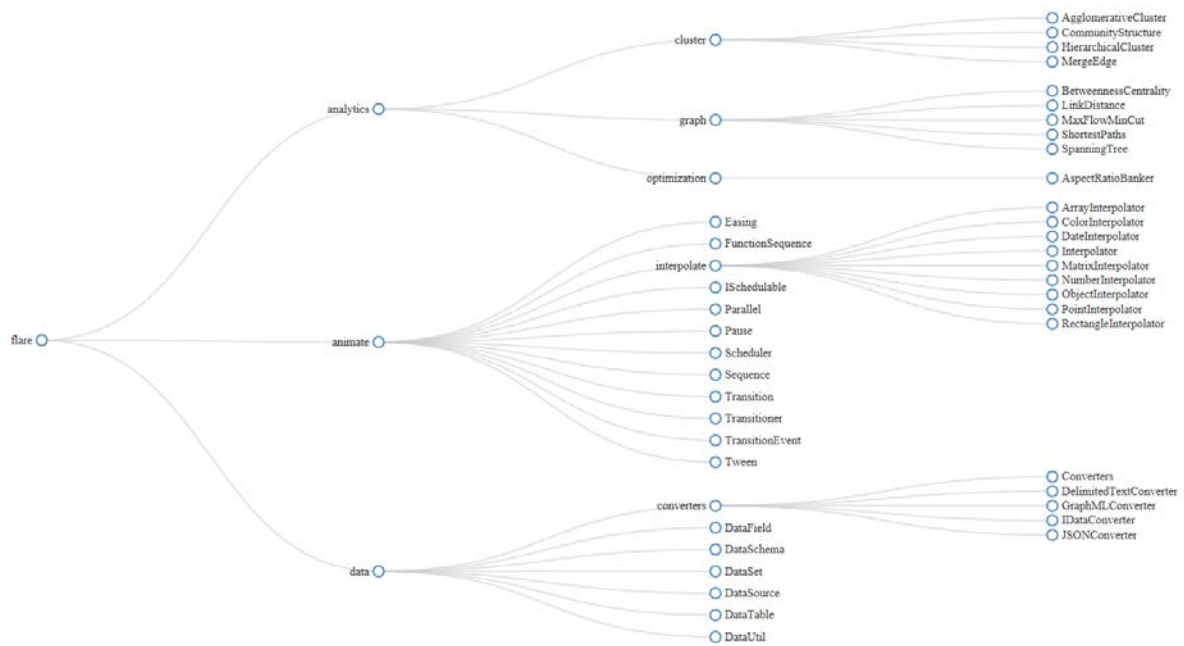 flare
analytics
cluster
AgglomerativeCluster
CommunityStructure
HierarchicalCluster
MergeEdge
graph
BetweennessCentrality
LinkDistance
MaxFlowMinCut
ShortestPaths
SpanningTree
optimization
AspectRatioBanker
animate
Easing
FunctionSequence
interpolate
ArrayInterpolator
ColorInterpolator
DateInterpolator
Interpolator
MatrixInterpolator
NumberInterpolator
ObjectInterpolator
PointInterpolator
RectangleInterpolator
ISchedulable
Parallel
Pause
Scheduler
Sequence
Transition
Transitioner
TransitionEvent
Tween
data
converters
Converters
DelimitedTextConverter
GraphMLConverter
IDataConverter
JSONConverter
DataField
DataSchema
DataSet
DataSource
DataTable
DataUtil